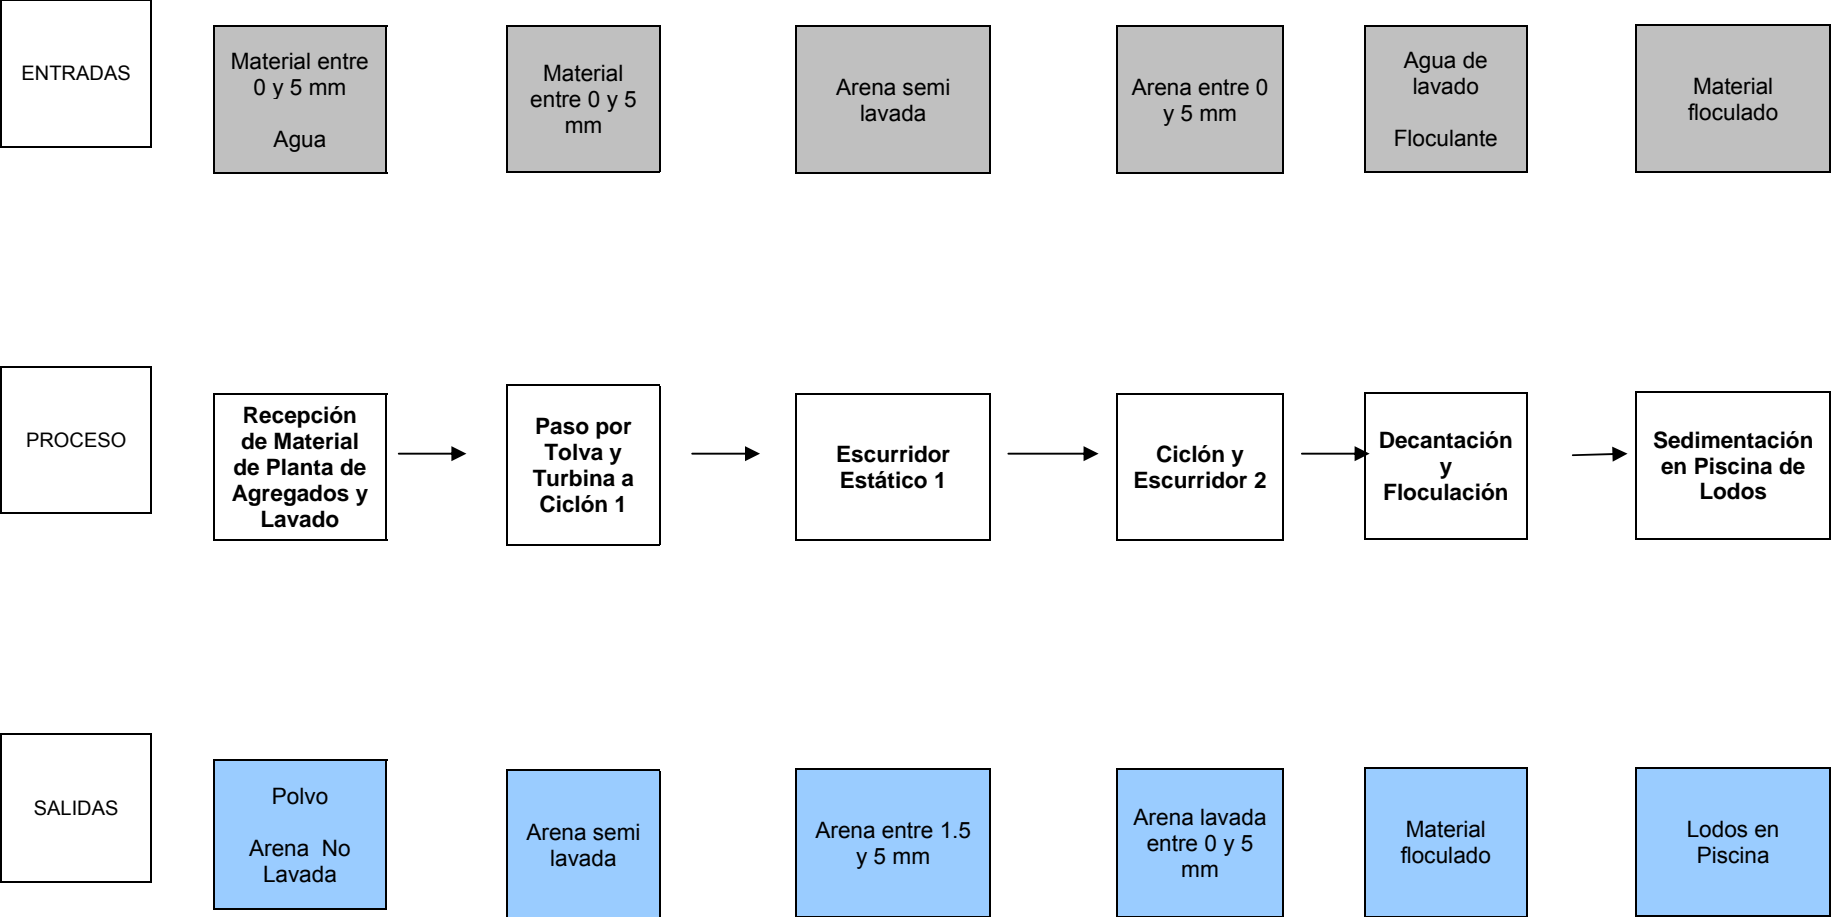 ENTRADAS
Material entre
0 y 5 mm
Agua
Material
entre 0 y 5
mm
Arena semi
lavada
Arena entre 0
y 5 mm
Agua de
lavado
Floculante
Material
floculado
PROCESO
Recepción
de Material
de Planta de
Agregados y
Lavado
Paso por
Tolva y
Turbina a
Ciclón 1
Escurridor
Estático 1
Ciclón y
Escurridor 2
Decantación
y
Floculación
Sedimentación
en Piscina de
Lodos
SALIDAS
Polvo
Arena No
Lavada
Arena semi
lavada
Arena entre 1.5
y 5 mm
Arena lavada
entre 0 y 5
mm
Material
floculado
Lodos en
Piscina